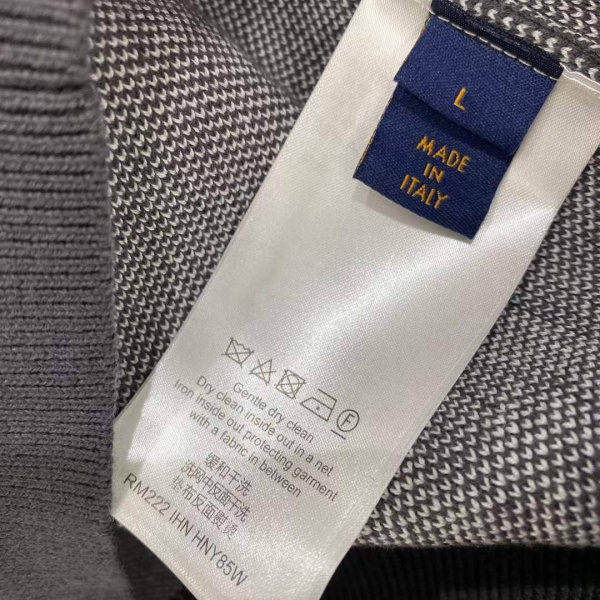 L
MADE
IN
ITALY
F
Gentle dry clean
Dry clean inside out in a net.
Iron inside out protecting garment
with a fabric in between
缓和干洗
洗网中反面干洗
垫布反面熨烫
RM222 IHN HNY85W